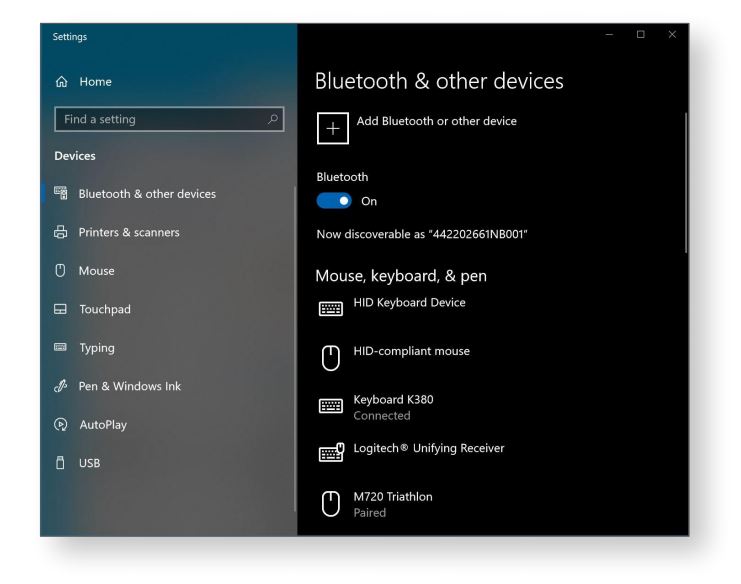 Settings
Home
Find a setting
Devices
Bluetooth & other devices
Printers & scanners
Mouse
Touchpad
Typing
Pen & Windows Ink
AutoPlay
USB
Bluetooth & other devices
Add Bluetooth or other device
Bluetooth
On
Now discoverable as "442202661NB001"
Mouse, keyboard, & pen
HID Keyboard Device
HID-compliant mouse
Keyboard K380
Connected
Logitech® Unifying Receiver
M720 Triathlon
Paired